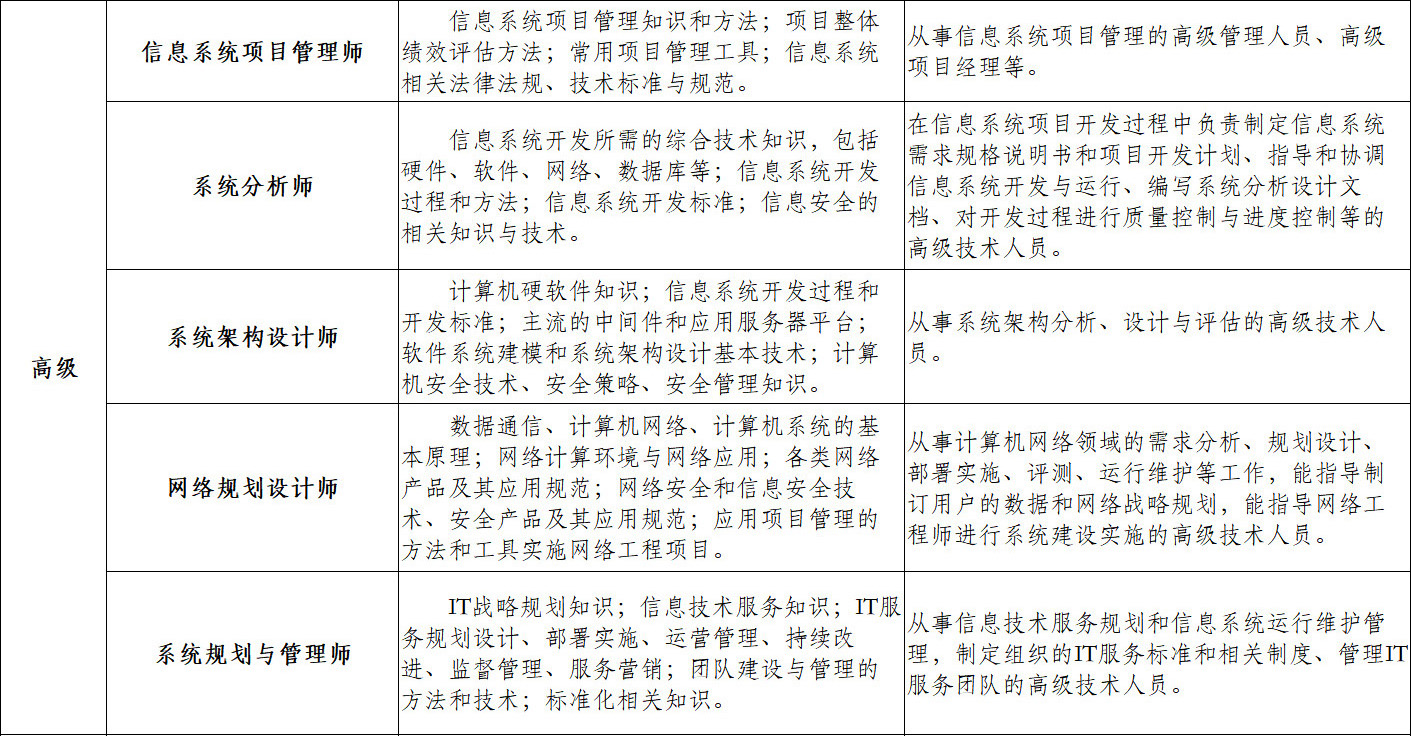 高级
信息系统项目管理师
信息系统项目管理知识和方法；项目整体
绩效评估方法；常用项目管理工具；信息系统
相关法律法规、技术标准与规范。
从事信息系统项目管理的高级管理人员、高级
项目经理等。
系统分析师
信息系统开发所需的综合技术知识，包括
硬件、软件、网络、数据库等；信息系统开发
过程和方法；信息系统开发标准；信息安全的
相关知识与技术。
在信息系统项目开发过程中负责制定信息系统
需求规格说明书和项目开发计划、指导和协调
信息系统开发与运行、编写系统分析设计文
档、对开发过程进行质量控制与进度控制等的
高级技术人员。
系统架构设计师
计算机硬软件知识；信息系统开发过程和
开发标准；主流的中间件和应用服务器平台；
软件系统建模和系统架构设计基本技术；计算
机安全技术、安全策略、安全管理知识。
从事系统架构分析、设计与评估的高级技术人
员。
网络规划设计师
数据通信、计算机网络、计算机系统的基
本原理；网络计算环境与网络应用；各类网络
产品及其应用规范；网络安全和信息安全技
术、安全产品及其应用规范；应用项目管理的
方法和工具实施网络工程项目。
从事计算机网络领域的需求分析、规划设计、
部署实施、评测、运行维护等工作，能指导制
订用户的数据和网络战略规划，能指导网络工
程师进行系统建设实施的高级技术人员。
系统规划与管理师
IT战略规划知识；信息技术服务知识；IT服
务规划设计、部署实施、运营管理、持续改
进、监督管理、服务营销；团队建设与管理的
方法和技术；标准化相关知识。
从事信息技术服务规划和信息系统运行维护管
理，制定组织的IT服务标准和相关制度、管理IT
服务团队的高级技术人员。